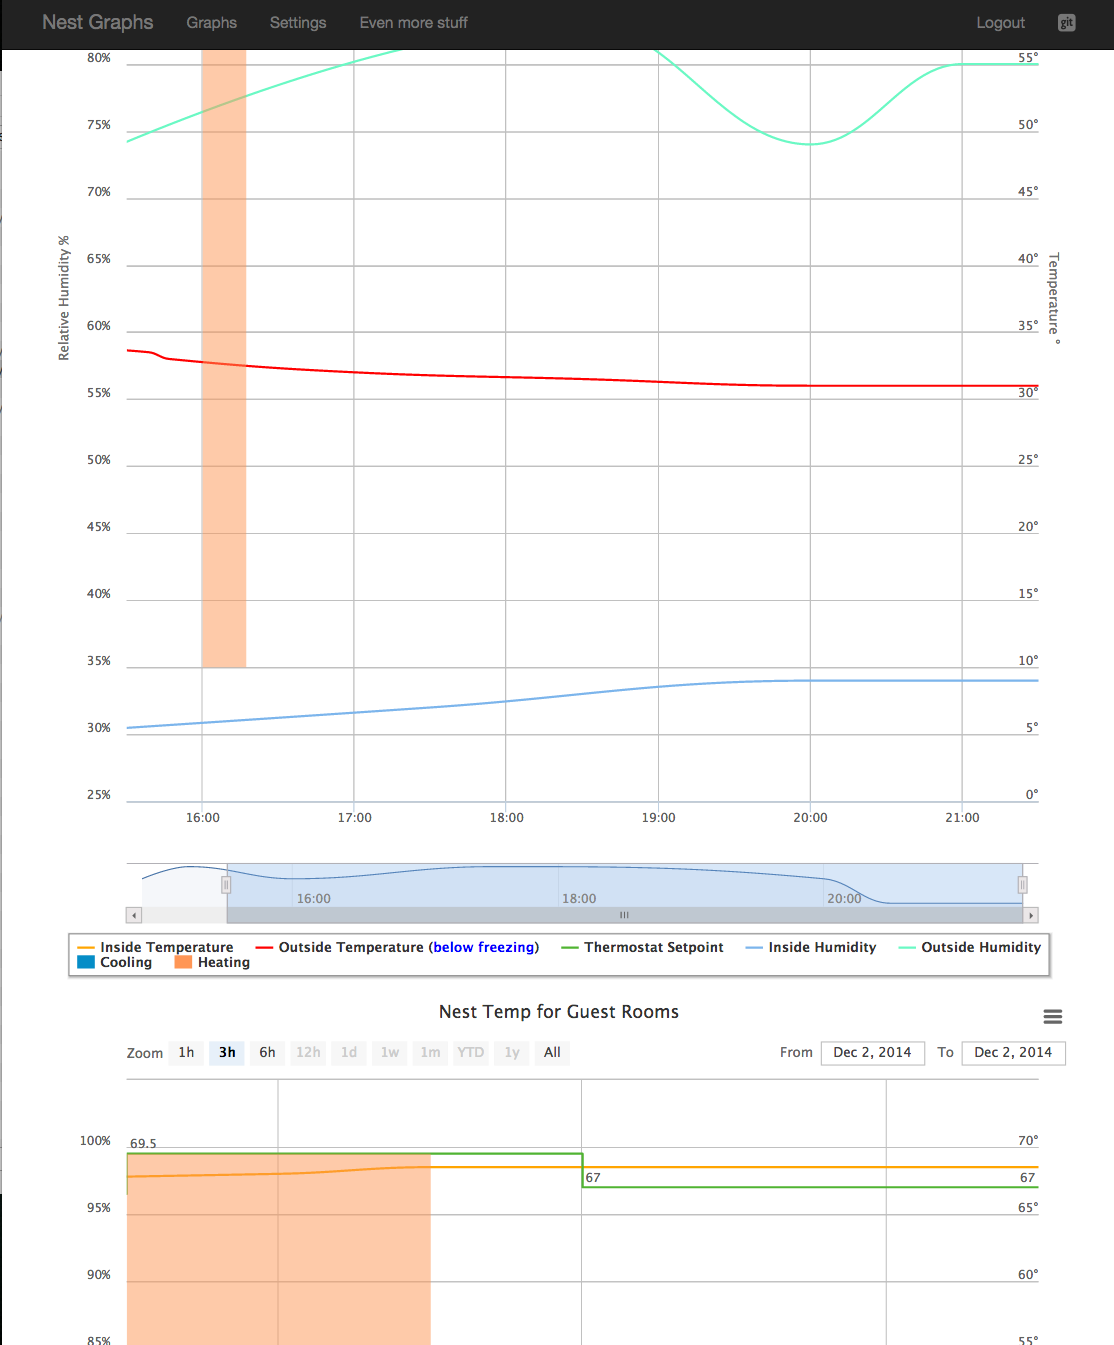 Nest Graphs Graphs Settings Even more stuff Logout git
80% 55°
75% 50°
70% 45°
65% 40°
Relative Humidity %
Temperature °
60% 35°
55% 30°
50% 25°
45% 20°
40% 15°
35% 10°
30% 5°
25% 0°
16:00 17:00 18:00 19:00 20:00 21:00
16:00 18:00 20:00
Inside Temperature Outside Temperature (below freezing) Thermostat Setpoint Inside Humidity Outside Humidity
Cooling Heating
Nest Temp for Guest Rooms
Zoom 1h 3h 6h 12h 1d 1w 1m YTD 1y All From Dec 2, 2014 To Dec 2, 2014
100% 69.5 70°
67 67
95% 65°
90% 60°
85% 55°